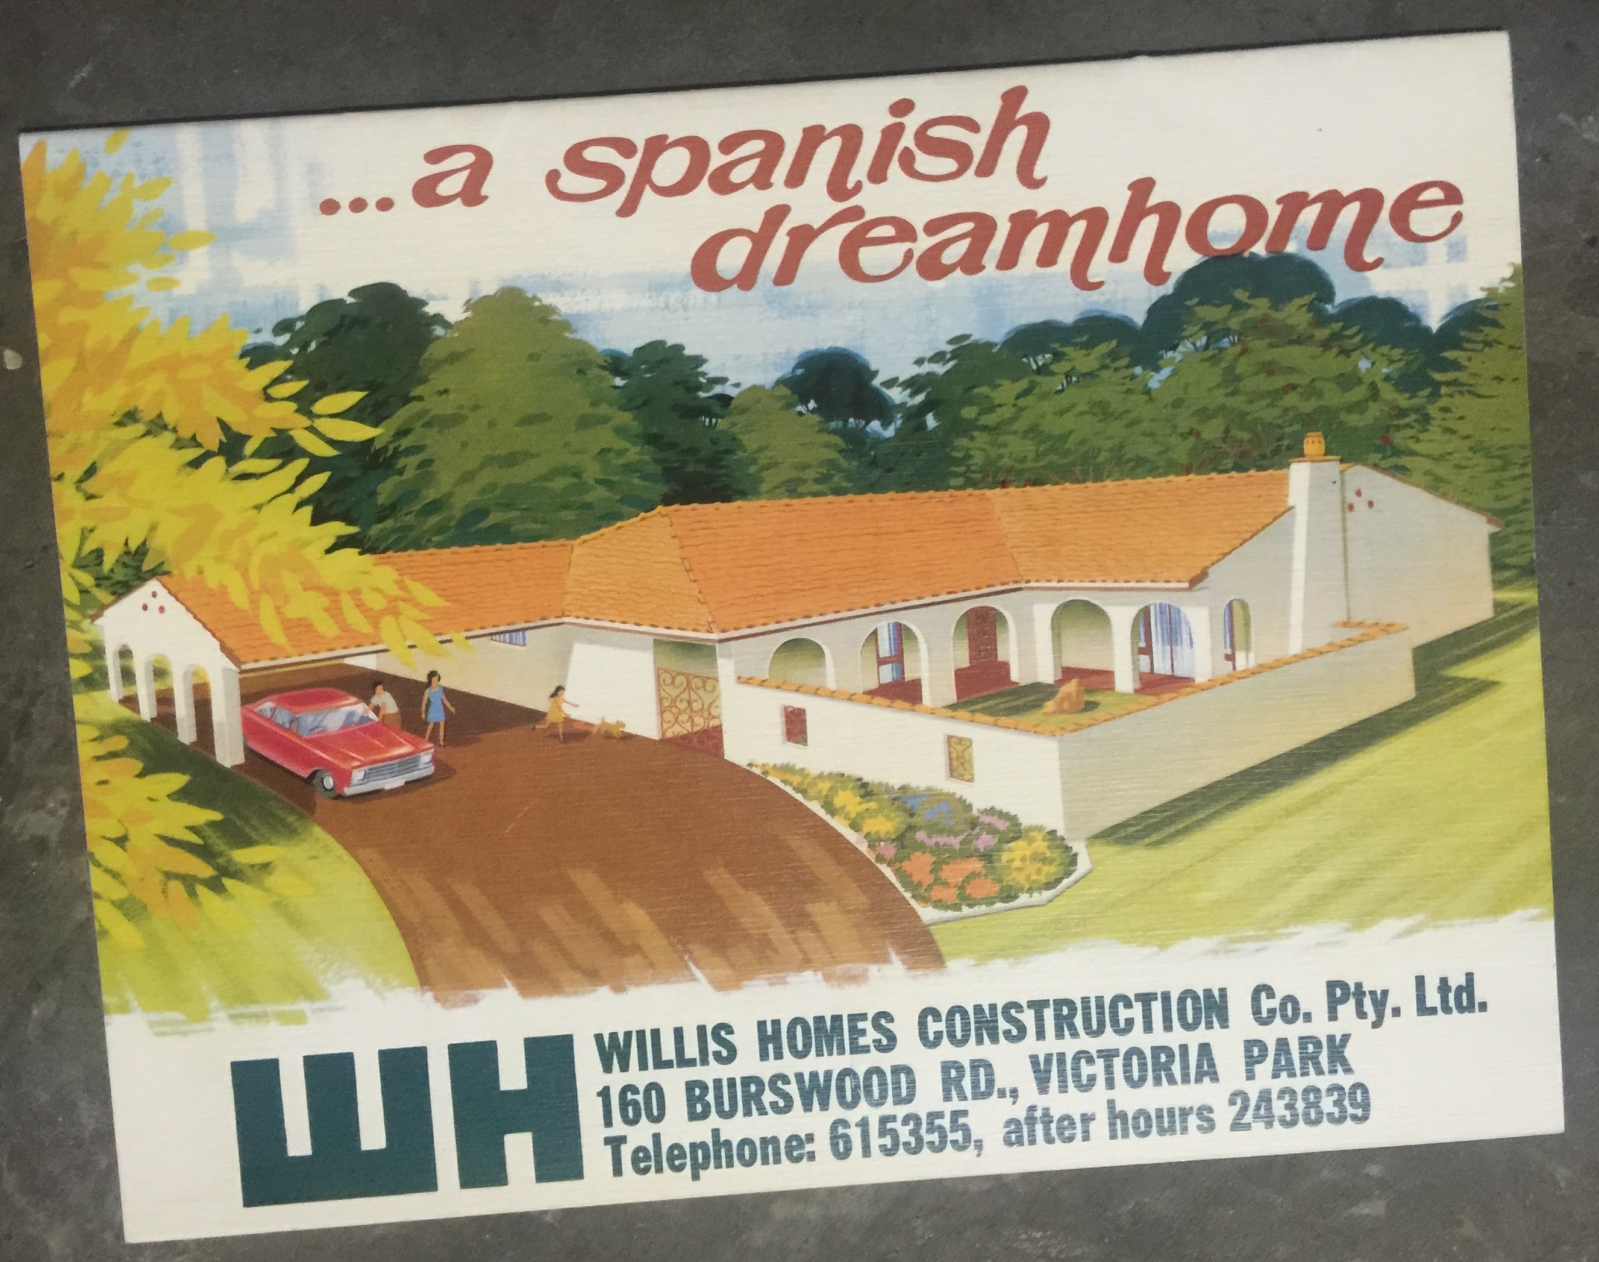 ...a spanish
dreamhome
WH
WILLIS HOMES CONSTRUCTION Co. Pty. Ltd.
160 BURSWOOD RD., VICTORIA PARK
Telephone: 615355, after hours 243839